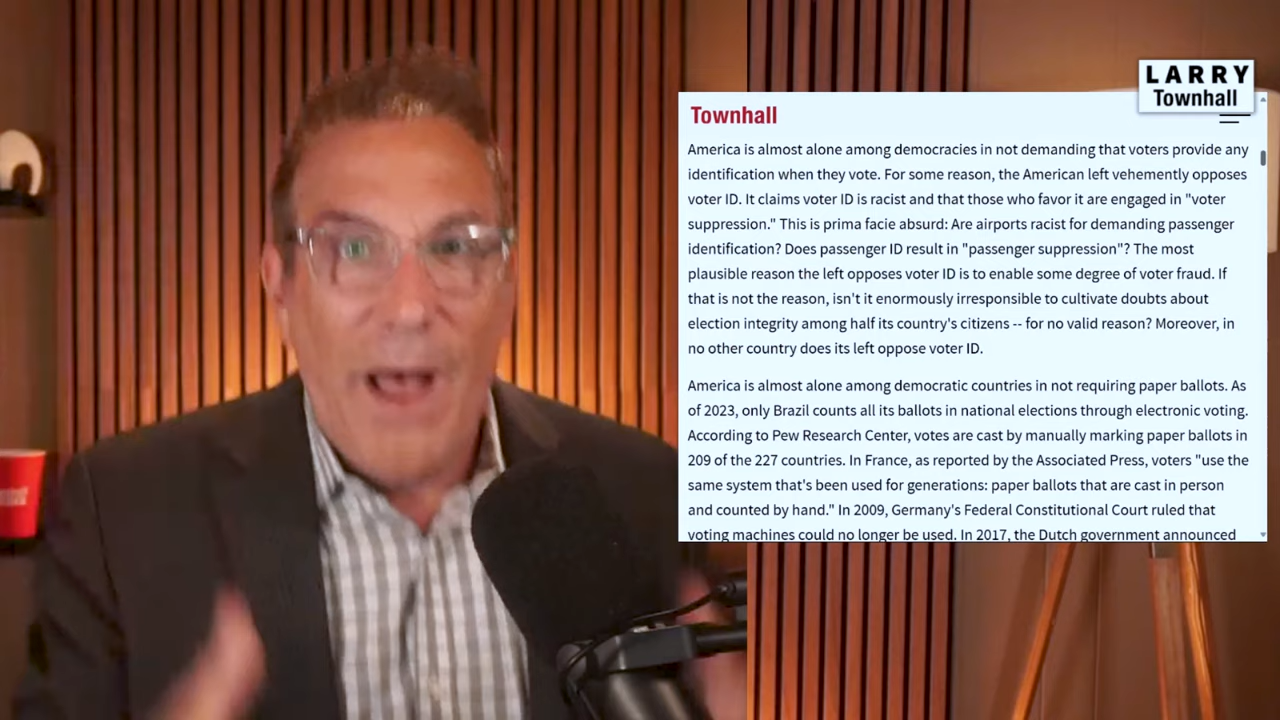 LARRY
Townhall
Townhall
America is almost alone among democracies in not demanding that voters provide any
identification when they vote. For some reason, the American left vehemently opposes
voter ID. It claims voter ID is racist and that those who favor it are engaged in "voter
suppression." This is prima facie absurd: Are airports racist for demanding passenger
identification? Does passenger ID result in "passenger suppression"? The most
plausible reason the left opposes voter ID is to enable some degree of voter fraud. If
that is not the reason, isn't it enormously irresponsible to cultivate doubts about
election integrity among half its country's citizens -- for no valid reason? Moreover, in
no other country does its left oppose voter ID.
America is almost alone among democratic countries in not requiring paper ballots. As
of 2023, only Brazil counts all its ballots in national elections through electronic voting.
According to Pew Research Center, votes are cast by manually marking paper ballots in
209 of the 227 countries. In France, as reported by the Associated Press, voters "use the
same system that's been used for generations: paper ballots that are cast in person
and counted by hand." In 2009, Germany's Federal Constitutional Court ruled that
voting machines could no longer be used. In 2017, the Dutch government announced